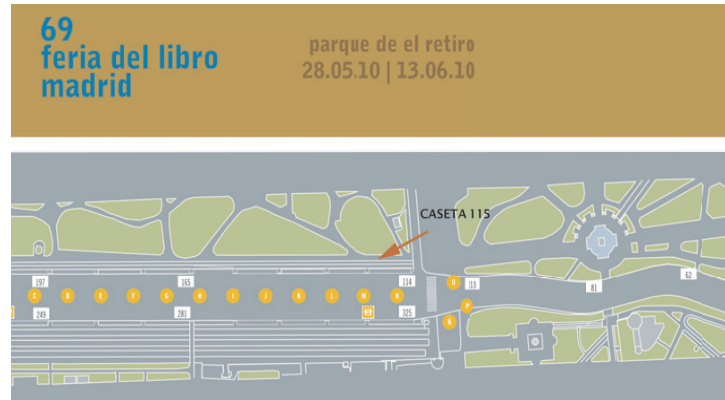 69
feria del libro
madrid
parque de el retiro
28.05.10 | 13.06.10
CASETA 115
197
165
114
113
81
62
C
D
E
F
G
H
I
J
K
L
M
N
O
P
249
281
325